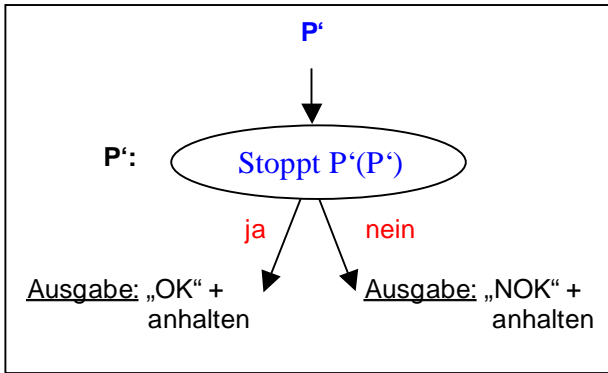 P‘
P‘: Stoppt P‘(P‘)
ja nein
Ausgabe: „OK“ + Ausgabe: „NOK“ +
anhalten anhalten